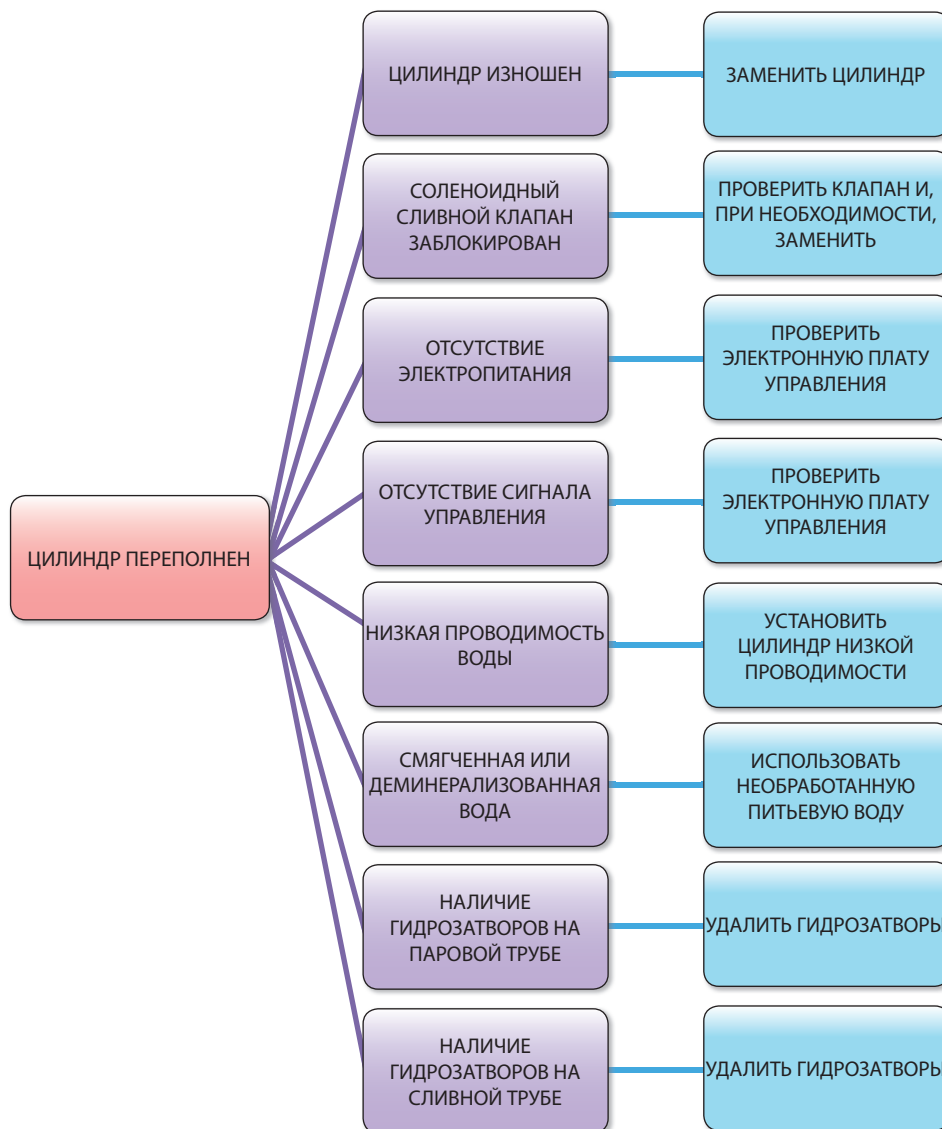 ЦИЛИНДР ПЕРЕПОЛНЕН
ЦИЛИНДР ИЗНОШЕН
ЗАМЕНИТЬ ЦИЛИНДР
СОЛЕНОИДНЫЙ
СЛИВНОЙ КЛАПАН
ЗАБЛОКИРОВАН
ПРОВЕРИТЬ КЛАПАН И,
ПРИ НЕОБХОДИМОСТИ,
ЗАМЕНИТЬ
ОТСУТСТВИЕ
ЭЛЕКТРОПИТАНИЯ
ПРОВЕРИТЬ
ЭЛЕКТРОННУЮ ПЛАТУ
УПРАВЛЕНИЯ
ОТСУТСТВИЕ СИГНАЛА
УПРАВЛЕНИЯ
ПРОВЕРИТЬ
ЭЛЕКТРОННУЮ ПЛАТУ
УПРАВЛЕНИЯ
НИЗКАЯ ПРОВОДИМОСТЬ
ВОДЫ
УСТАНОВИТЬ
ЦИЛИНДР НИЗКОЙ
ПРОВОДИМОСТИ
СМЯГЧЕННАЯ ИЛИ
ДЕМИНЕРАЛИЗОВАННАЯ
ВОДА
ИСПОЛЬЗОВАТЬ
НЕОБРАБОТАННУЮ
ПИТЬЕВУЮ ВОДУ
НАЛИЧИЕ
ГИДРОЗАТВОРОВ НА
ПАРОВОЙ ТРУБЕ
УДАЛИТЬ ГИДРОЗАТВОРЫ
НАЛИЧИЕ
ГИДРОЗАТВОРОВ НА
СЛИВНОЙ ТРУБЕ
УДАЛИТЬ ГИДРОЗАТВОРЫ